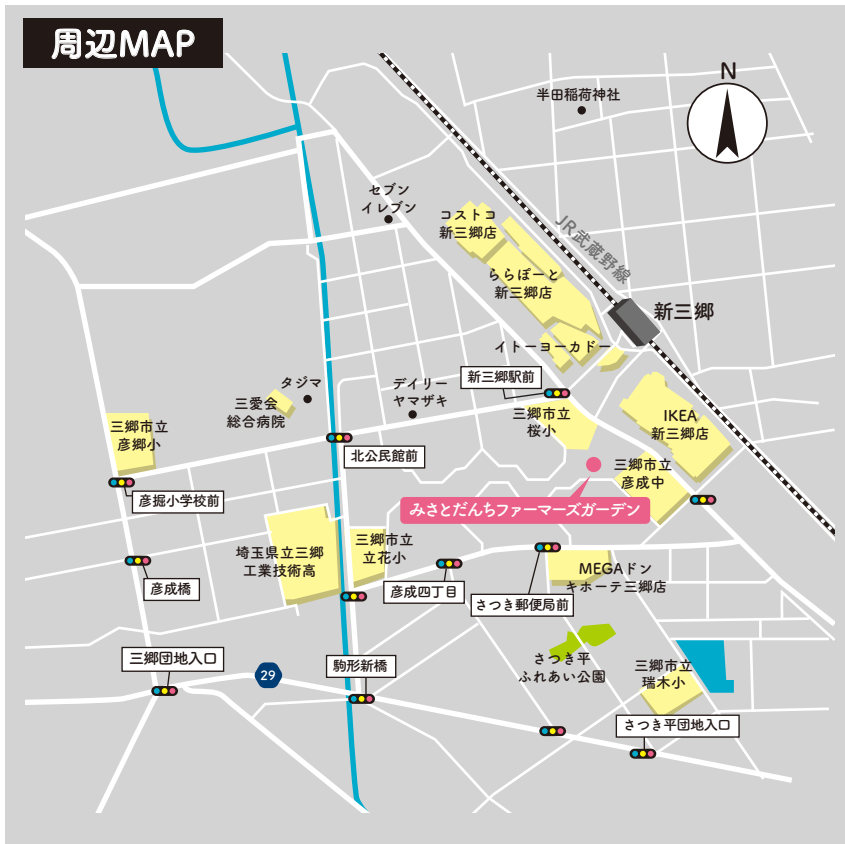 周辺MAP
N
半田稲荷神社
セブン
イレブン
コストコ
新三郷店
JR武蔵野線
ららぽーと
新三郷店
新三郷
イトーヨーカドー
新三郷駅前
タジマ
デイリー
ヤマザキ
三愛会
総合病院
三郷市立
桜小
IKEA
新三郷店
三郷市立
彦郷小
北公民館前
三郷市立
彦成中
彦掘小学校前
みさとだんちファーマーズガーデン
埼玉県立三郷
工業技術高
三郷市立
立花小
彦成橋
彦成四丁目
さつき郵便局前
MEGAドン
キホーテ三郷店
三郷団地入口
駒形新橋
29
さつき平
ふれあい公園
三郷市立
瑞木小
さつき平団地入口